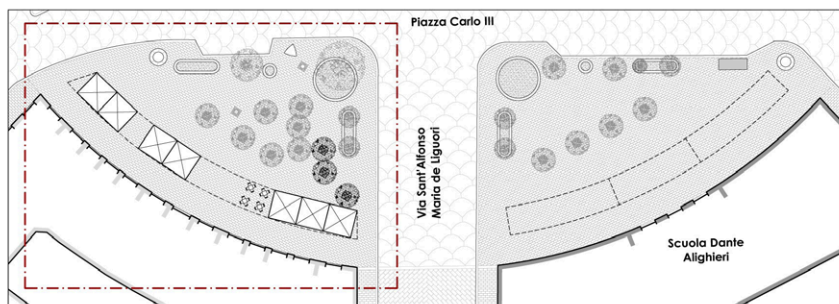 Piazza Carlo III
Via Sant'Alfonso
Maria de Liguori
Scuola Dante
Alighieri